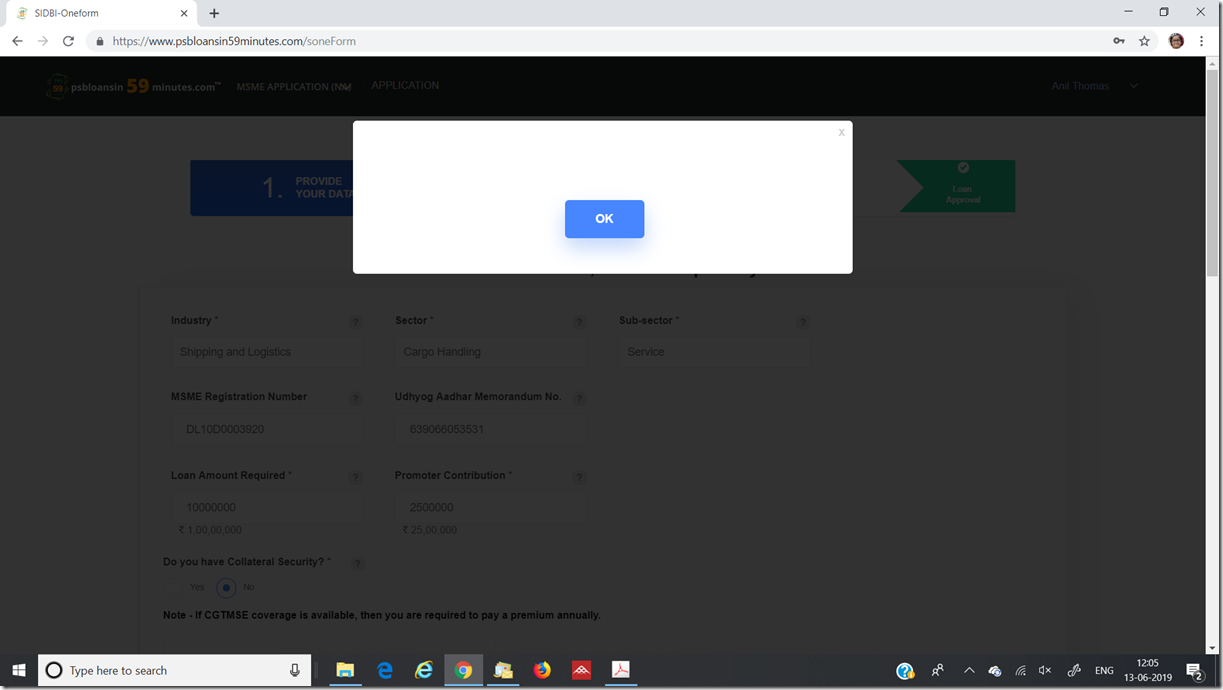 SIDBI-Oneform
https://www.psbloansin59minutes.com/soneForm
psbloansin 59 minutes.com™ MSME APPLICATION (NM) APPLICATION Anil Thomas
X
1. PROVIDE
YOUR DATA
Loan
Approval
OK
Industry * ? Sector * ? Sub-sector * ?
Shipping and Logistics Cargo Handling Service
MSME Registration Number ? Udhyog Aadhar Memorandum No. ?
DL10D0003920 639066053531
Loan Amount Required * ? Promoter Contribution * ?
10000000 2500000
₹ 1,00,00,000 ₹ 25,00,000
Do you have Collateral Security? * ?
Yes No
Note - If CGTMSE coverage is available, then you are required to pay a premium annually.
Type here to search
ENG
12:05
13-06-2019
2